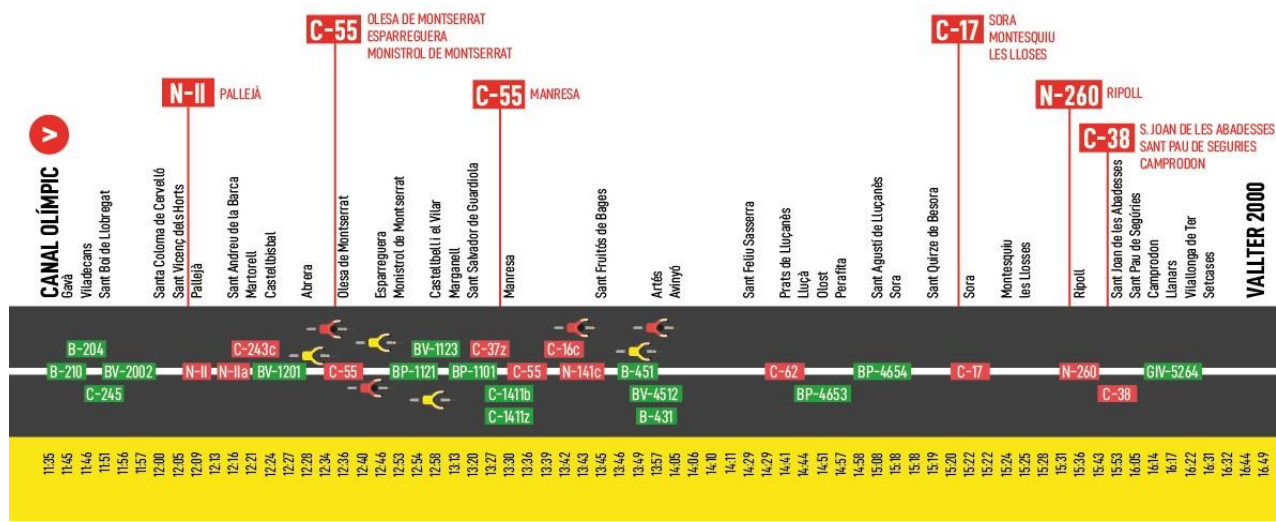 C-55
OLESA DE MONTSERRAT
ESPARREGUERA
MONISTROL DE MONTSERRAT
C-17
SORA
MONTESQUIU
LES LLOSES
N-II
PALLEJÀ
C-55
MANRESA
N-260
RIPOLL
C-38
S. JOAN DE LES ABADESSES
SANT PAU DE SEGURIES
CAMPRODON
V
CANAL OLÍMPIC
Gavà
Viladecans
Sant Boi de Llobregat
Santa Coloma de Cervelló
Sant Vicenç dels Horts
Pallejà
Sant Andreu de la Barca
Martorell
Castellbisbal
Abrera
Olesa de Montserrat
Esparreguera
Monistrol de Montserrat
Castellbell i el Vilar
Marganell
Sant Salvador de Guardiola
Manresa
Sant Fruitós de Bages
Artés
Avinyó
Sant Feliu Sasserra
Prats de Lluçanès
Lluçà
Olost
Perafita
Sant Agustí de Lluçanès
Sora
Sant Quirze de Besora
Sora
Montesquiu
les Llosses
Ripoll
Sant Joan de les Abadesses
Sant Pau de Segúries
Camprodon
Llanars
Vilallonga de Ter
Setcases
VALLTER 2000
B-204
C-243c
BV-1123
C-37z
C-16c
B-210
BV-2002
N-II
N-IIa
BV-1201
C-55
BP-1121
BP-1101
C-55
N-141c
B-451
C-62
BP-4654
C-17
N-260
GIV-5264
C-245
C-1411b
BV-4512
BP-4653
C-38
C-1411z
B-431
11:35
11:45
11:46
11:51
11:56
11:57
12:00
12:05
12:09
12:13
12:16
12:21
12:24
12:27
12:28
12:34
12:36
12:40
12:46
12:53
12:54
12:58
13:13
13:20
13:27
13:30
13:36
13:39
13:42
13:43
13:45
13:46
13:49
13:57
14:05
14:06
14:10
14:11
14:29
14:29
14:41
14:44
14:51
14:57
14:58
15:08
15:18
15:18
15:19
15:20
15:22
15:22
15:24
15:25
15:28
15:31
15:36
15:43
15:53
16:05
16:14
16:17
16:22
16:31
16:32
16:44
16:49